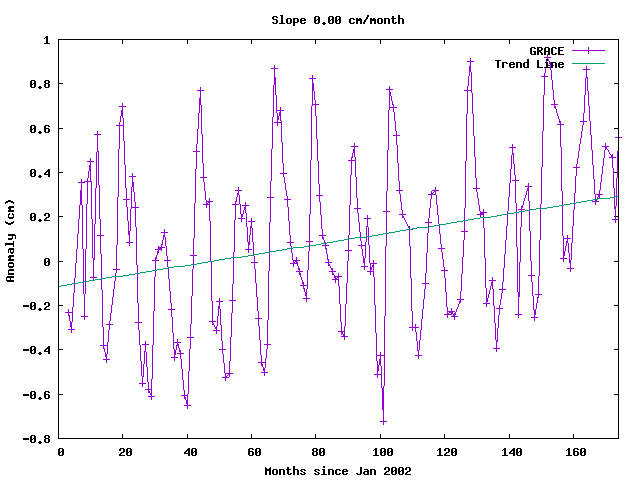 Slope 0.00 cm/month
GRACE
Trend Line
1
0.8
0.6
0.4
0.2
0
-0.2
-0.4
-0.6
-0.8
Anomaly (cm)
0 20 40 60 80 100 120 140 160
Months since Jan 2002